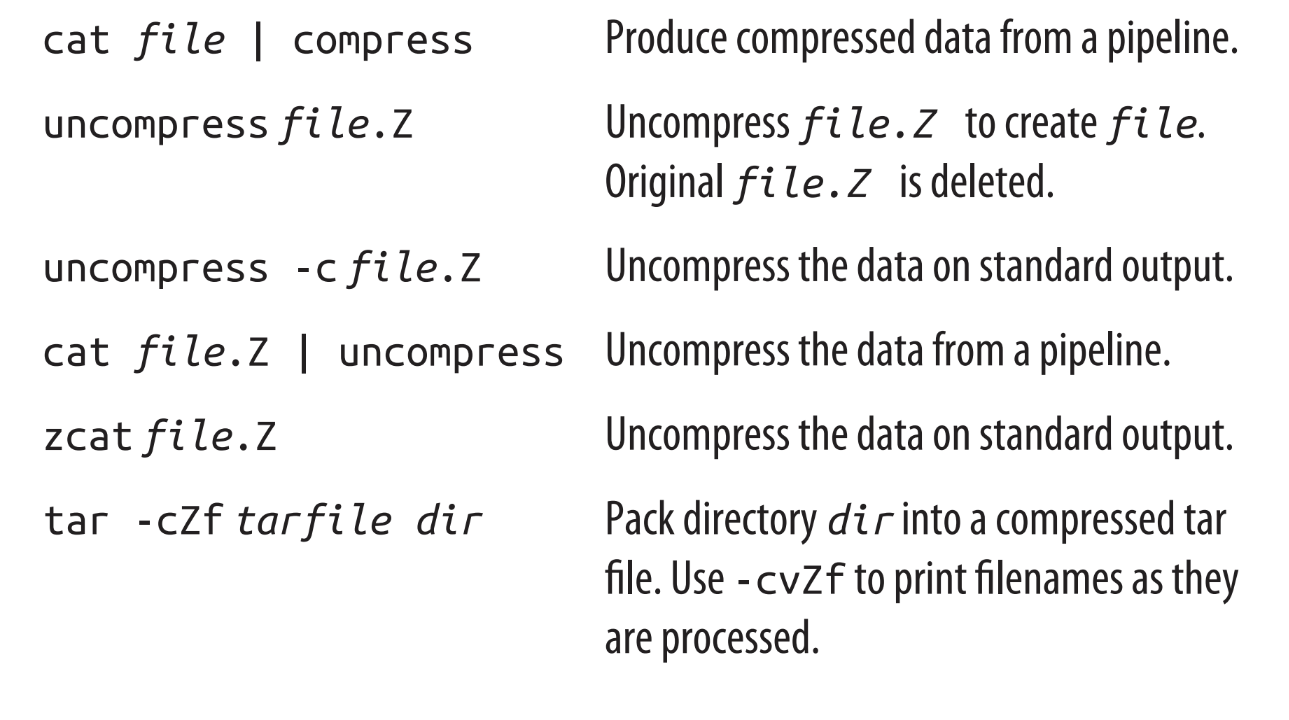 cat file | compress Produce compressed data from a pipeline.
uncompress file.Z Uncompress file.Z to create file.
Original file.Z is deleted.
uncompress -c file.Z Uncompress the data on standard output.
cat file.Z | uncompress Uncompress the data from a pipeline.
zcat file.Z Uncompress the data on standard output.
tar -cZf tarfile dir Pack directory dir into a compressed tar
file. Use -cvZf to print filenames as they
are processed.